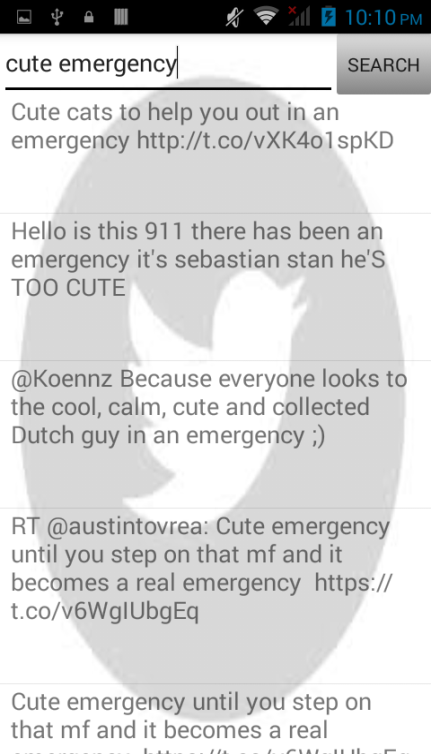 10:10 PM
cute emergency
SEARCH
Cute cats to help you out in an
emergency http://t.co/vXK4o1spKD
Hello is this 911 there has been an
emergency it's sebastian stan he'S
TOO CUTE
@Koennz Because everyone looks to
the cool, calm, cute and collected
Dutch guy in an emergency ;)
RT @austintovrea: Cute emergency
until you step on that mf and it
becomes a real emergency  https://
t.co/v6WgIUbgEq
Cute emergency until you step on
that mf and it becomes a real
emergency https://t.co/v6WgIUbgEq